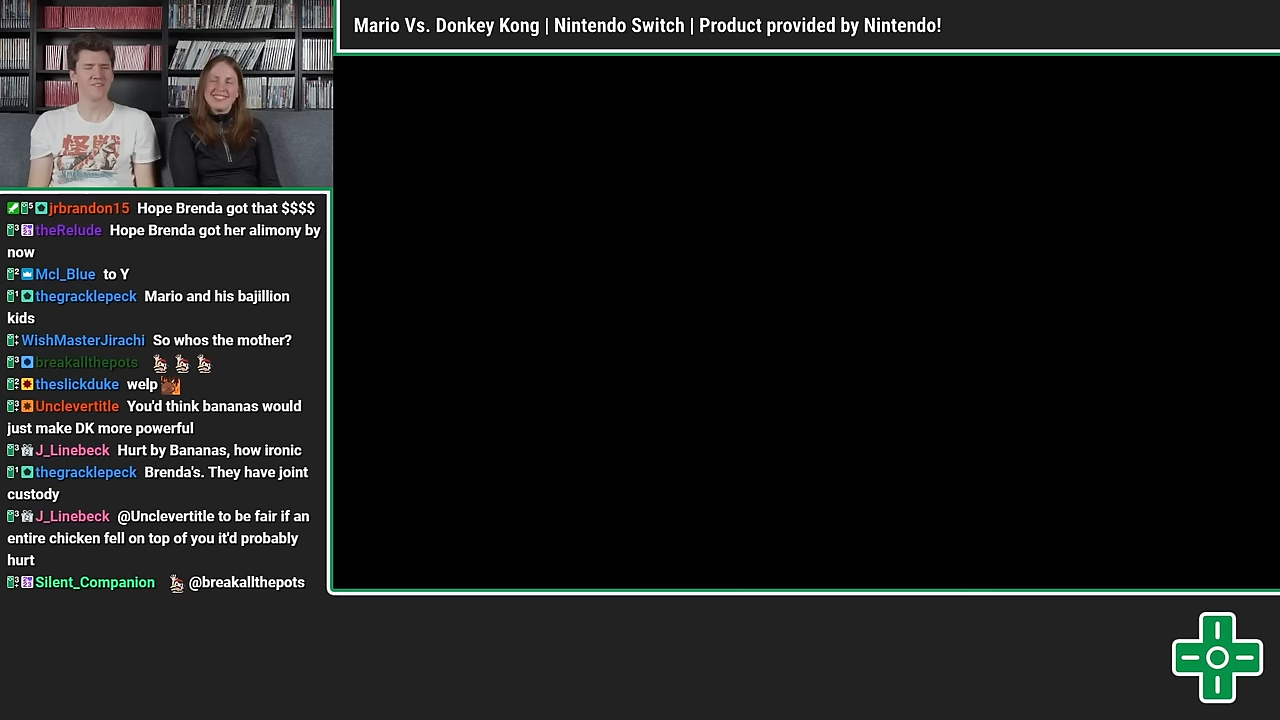 Mario Vs. Donkey Kong | Nintendo Switch | Product provided by Nintendo!
怪獣
jrbrandon15 Hope Brenda got that $$$$
theRelude Hope Brenda got her alimony by
now
Mcl_Blue to Y
thegracklepeck Mario and his bajillion
kids
WishMasterJirachi So whos the mother?
breakallthepots
theslickduke welp
Unclevertitle You'd think bananas would
just make DK more powerful
J_Linebeck Hurt by Bananas, how ironic
thegracklepeck Brenda's. They have joint
custody
J_Linebeck @Unclevertitle to be fair if an
entire chicken fell on top of you it'd probably
hurt
Silent_Companion @breakallthepots